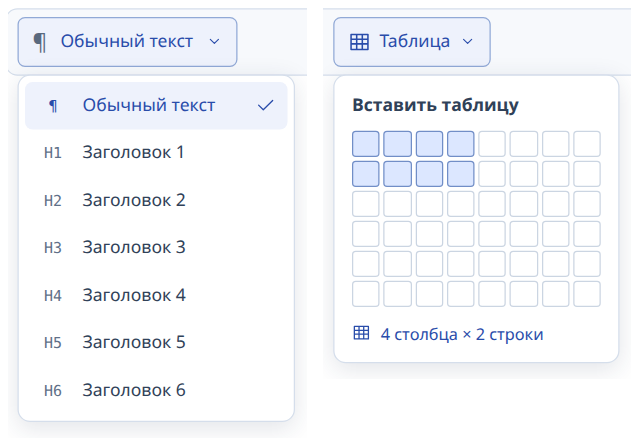 ¶ Обычный текст
¶ Обычный текст
H1 Заголовок 1
H2 Заголовок 2
H3 Заголовок 3
H4 Заголовок 4
H5 Заголовок 5
H6 Заголовок 6
Таблица
Вставить таблицу
4 столбца × 2 строки